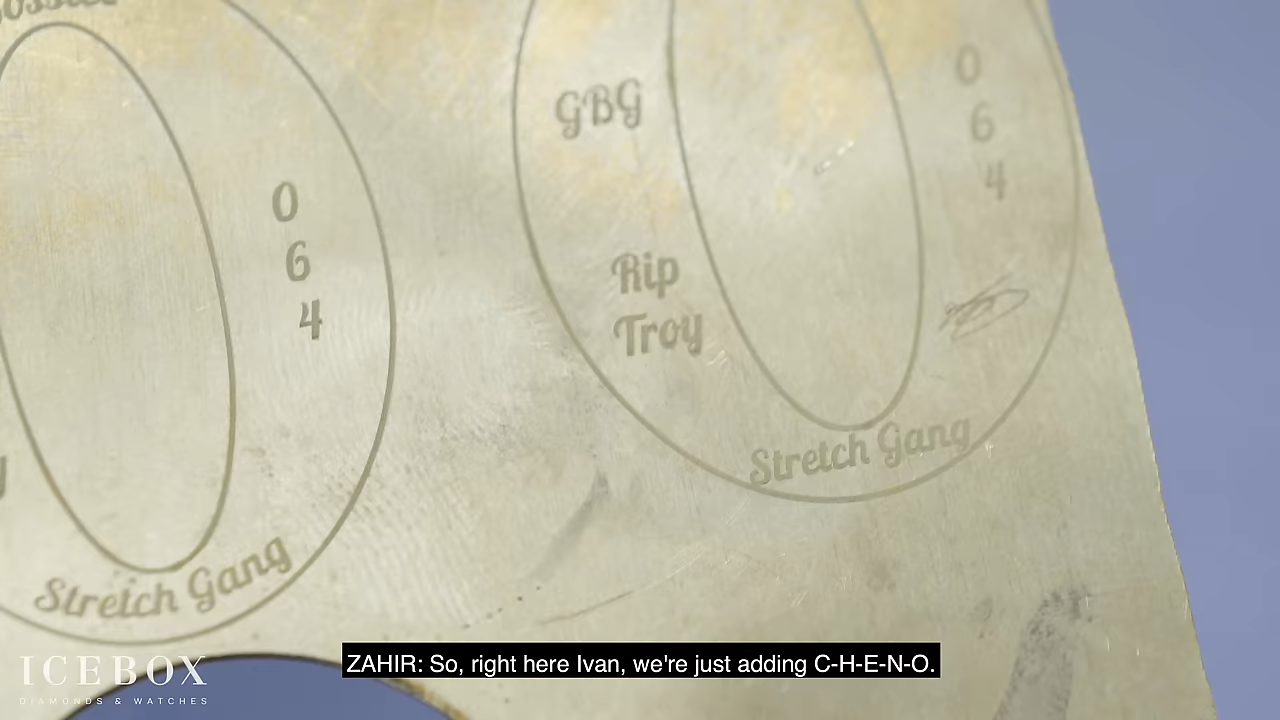 0
6
4
Stretch Gang
GBG
Rip
Troy
0
6
4
Stretch Gang
ZAHIR: So, right here Ivan, we're just adding C-H-E-N-O.
ICEBOX
DIAMONDS & WATCHES